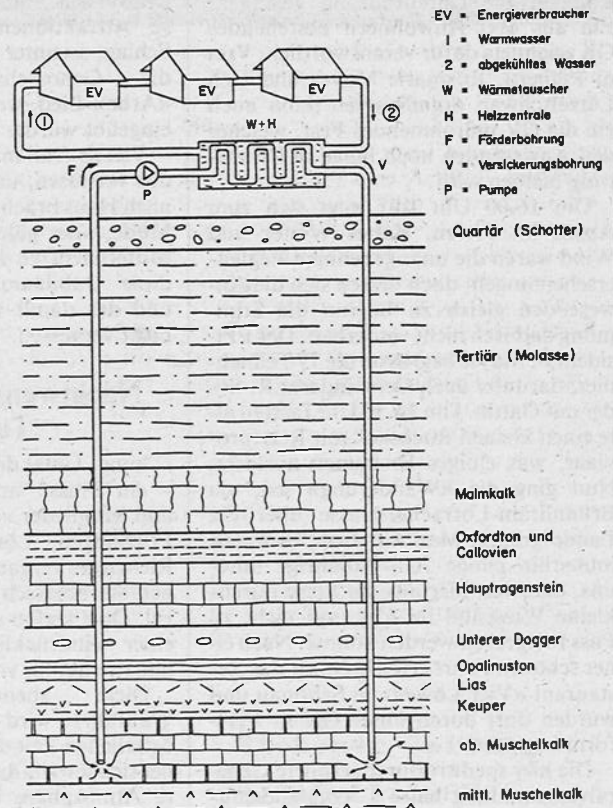 EV = Energieverbraucher
1 = Warmwasser
2 = abgekühltes Wasser
W = Wärmetauscher
H = Heizzentrale
F = Förderbohrung
S = Schluckungsbohrung
P = Pumpe
EV
EV
EV
①
②
W+H
P
F
S
Quartär (Schotter)
Tertiär (Molasse)
Malmkalk
Oxfordton und
Callovien
Hauptrogenstein
Unterer Dogger
Opalinuston
Lias
Keuper
ob. Muschelkalk
mittl. Muschelkalk